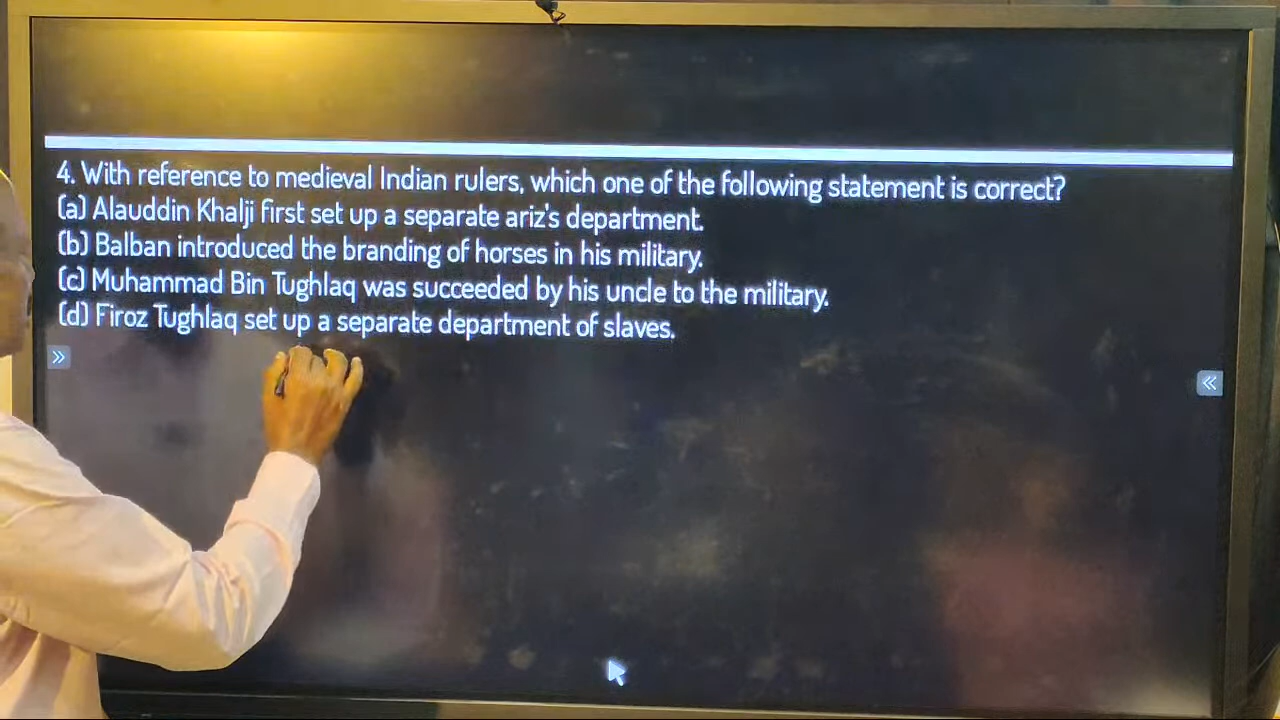 4. With reference to medieval Indian rulers, which one of the following statement is correct?
(a) Alauddin Khalji first set up a separate ariz's department.
(b) Balban introduced the branding of horses in his military.
(c) Muhammad Bin Tughlaq was succeeded by his uncle to the military.
(d) Firoz Tughlaq set up a separate department of slaves.